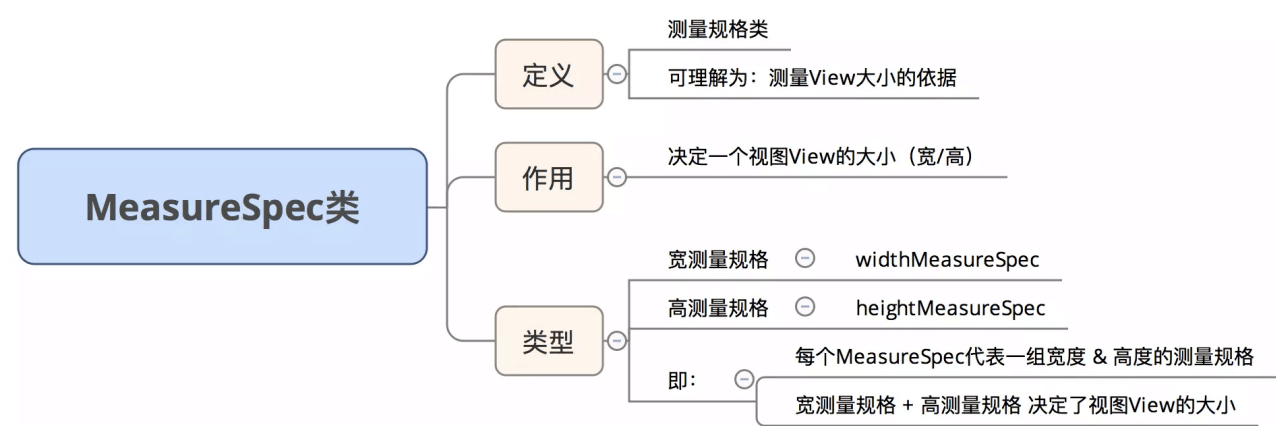 MeasureSpec类
定义
测量规格类
可理解为：测量View大小的依据
作用
决定一个视图View的大小（宽/高）
类型
宽测量规格
widthMeasureSpec
高测量规格
heightMeasureSpec
即：
每个MeasureSpec代表一组宽度 & 高度的测量规格
宽测量规格 + 高测量规格 决定了视图View的大小